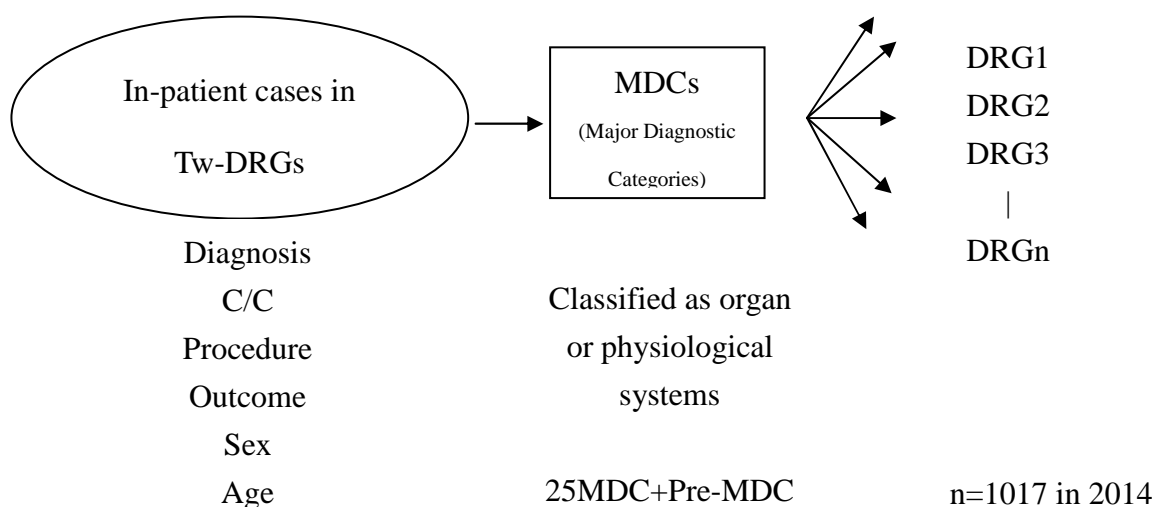 In-patient cases in
Tw-DRGs
Diagnosis
C/C
Procedure
Outcome
Sex
Age
MDCs
(Major Diagnostic
Categories)
Classified as organ
or physiological
systems
25MDC+Pre-MDC
DRG1
DRG2
DRG3
|
DRGn
n=1017 in 2014